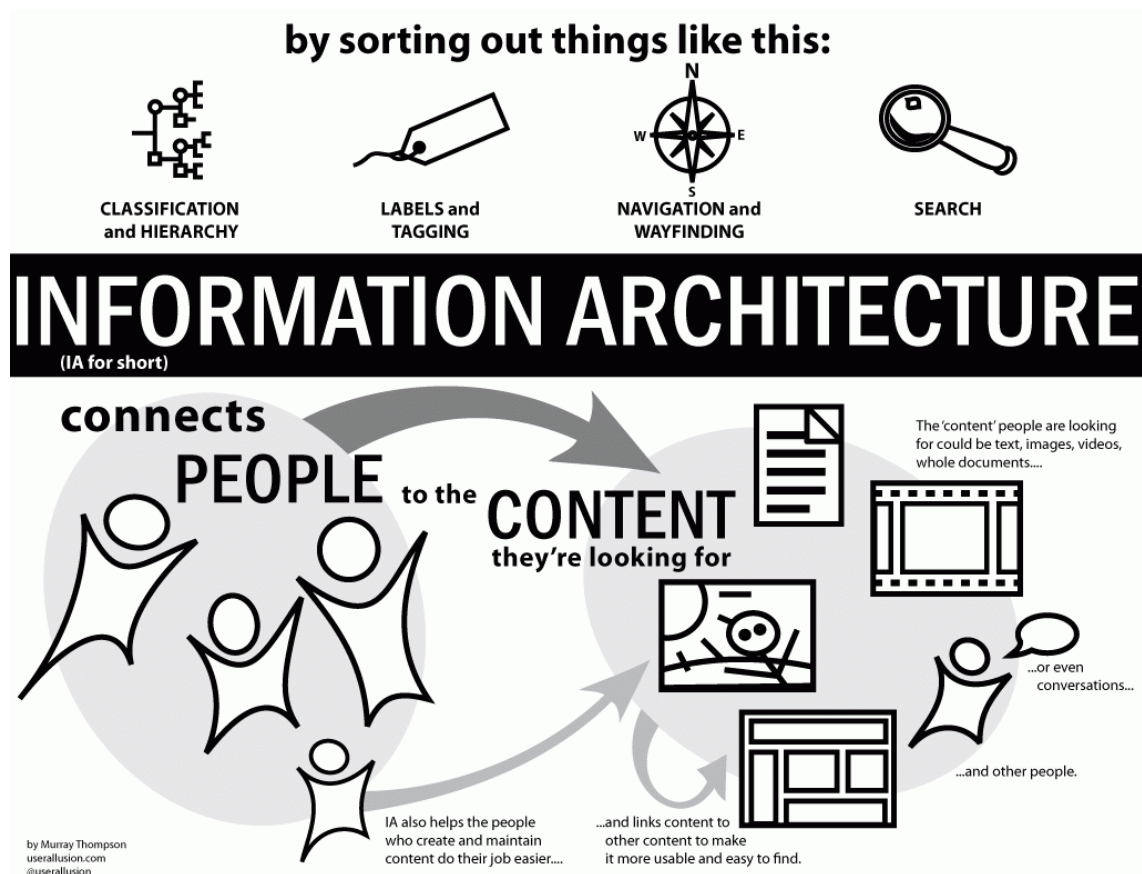 by sorting out things like this:
N
W
E
S
CLASSIFICATION
and HIERARCHY
LABELS and
TAGGING
NAVIGATION and
WAYFINDING
SEARCH
INFORMATION ARCHITECTURE
(IA for short)
connects
PEOPLE
to the
CONTENT
they're looking for
The 'content' people are looking
for could be text, images, videos,
whole documents....
...or even
conversations...
...and other people.
IA also helps the people
who create and maintain
content do their job easier....
...and links content to
other content to make
it more usable and easy to find.
by Murray Thompson
userallusion.com
@userallusion